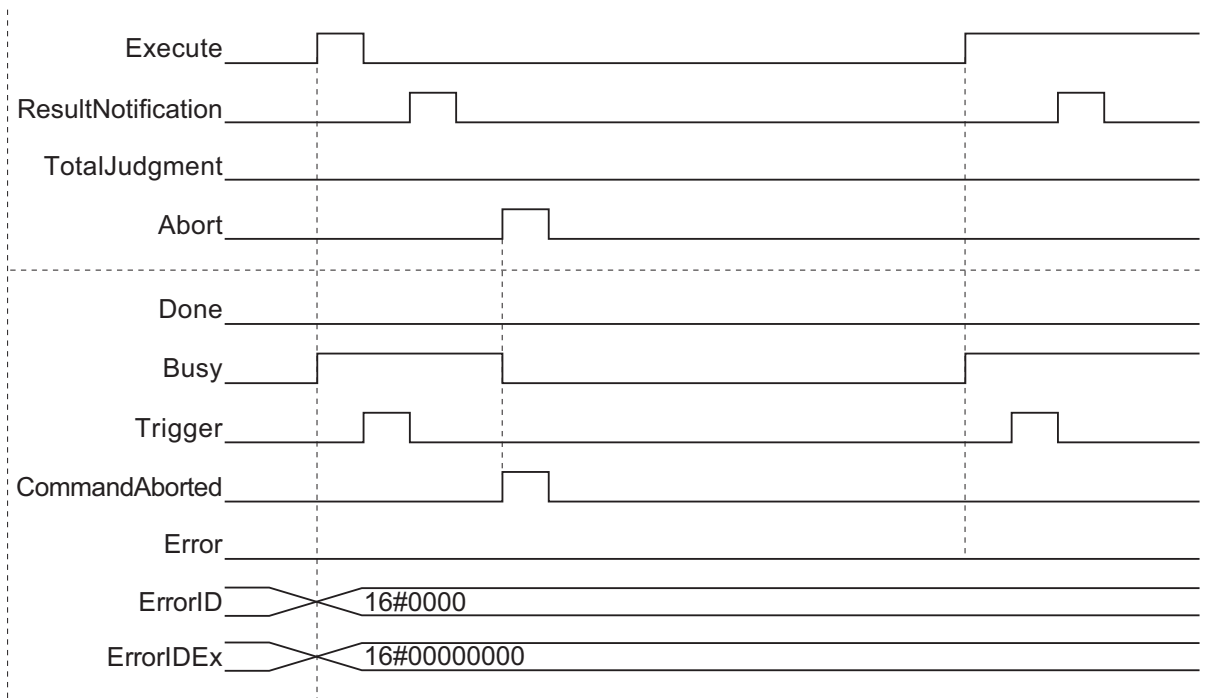 Execute
ResultNotification
TotalJudgment
Abort
Done
Busy
Trigger
CommandAborted
Error
ErrorID 16#0000
ErrorIDEx 16#00000000